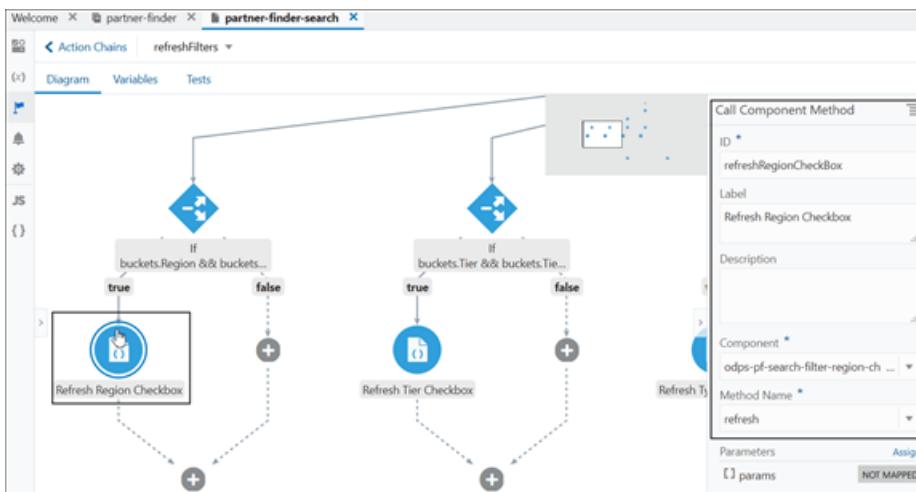 Welcome × partner-finder × partner-finder-search ×
Action Chains refreshFilters
(x)
Diagram Variables Tests
JS
{ }
If
buckets.Region && buckets...
true
false
Refresh Region Checkbox
If
buckets.Tier && buckets.Tie...
true
false
Refresh Tier Checkbox
Refresh Ty
Call Component Method
ID *
refreshRegionCheckBox
Label
Refresh Region Checkbox
Description
Component *
odps-pf-search-filter-region-ch ...
Method Name *
refresh
Parameters Assig
[ ] params NOT MAPPED